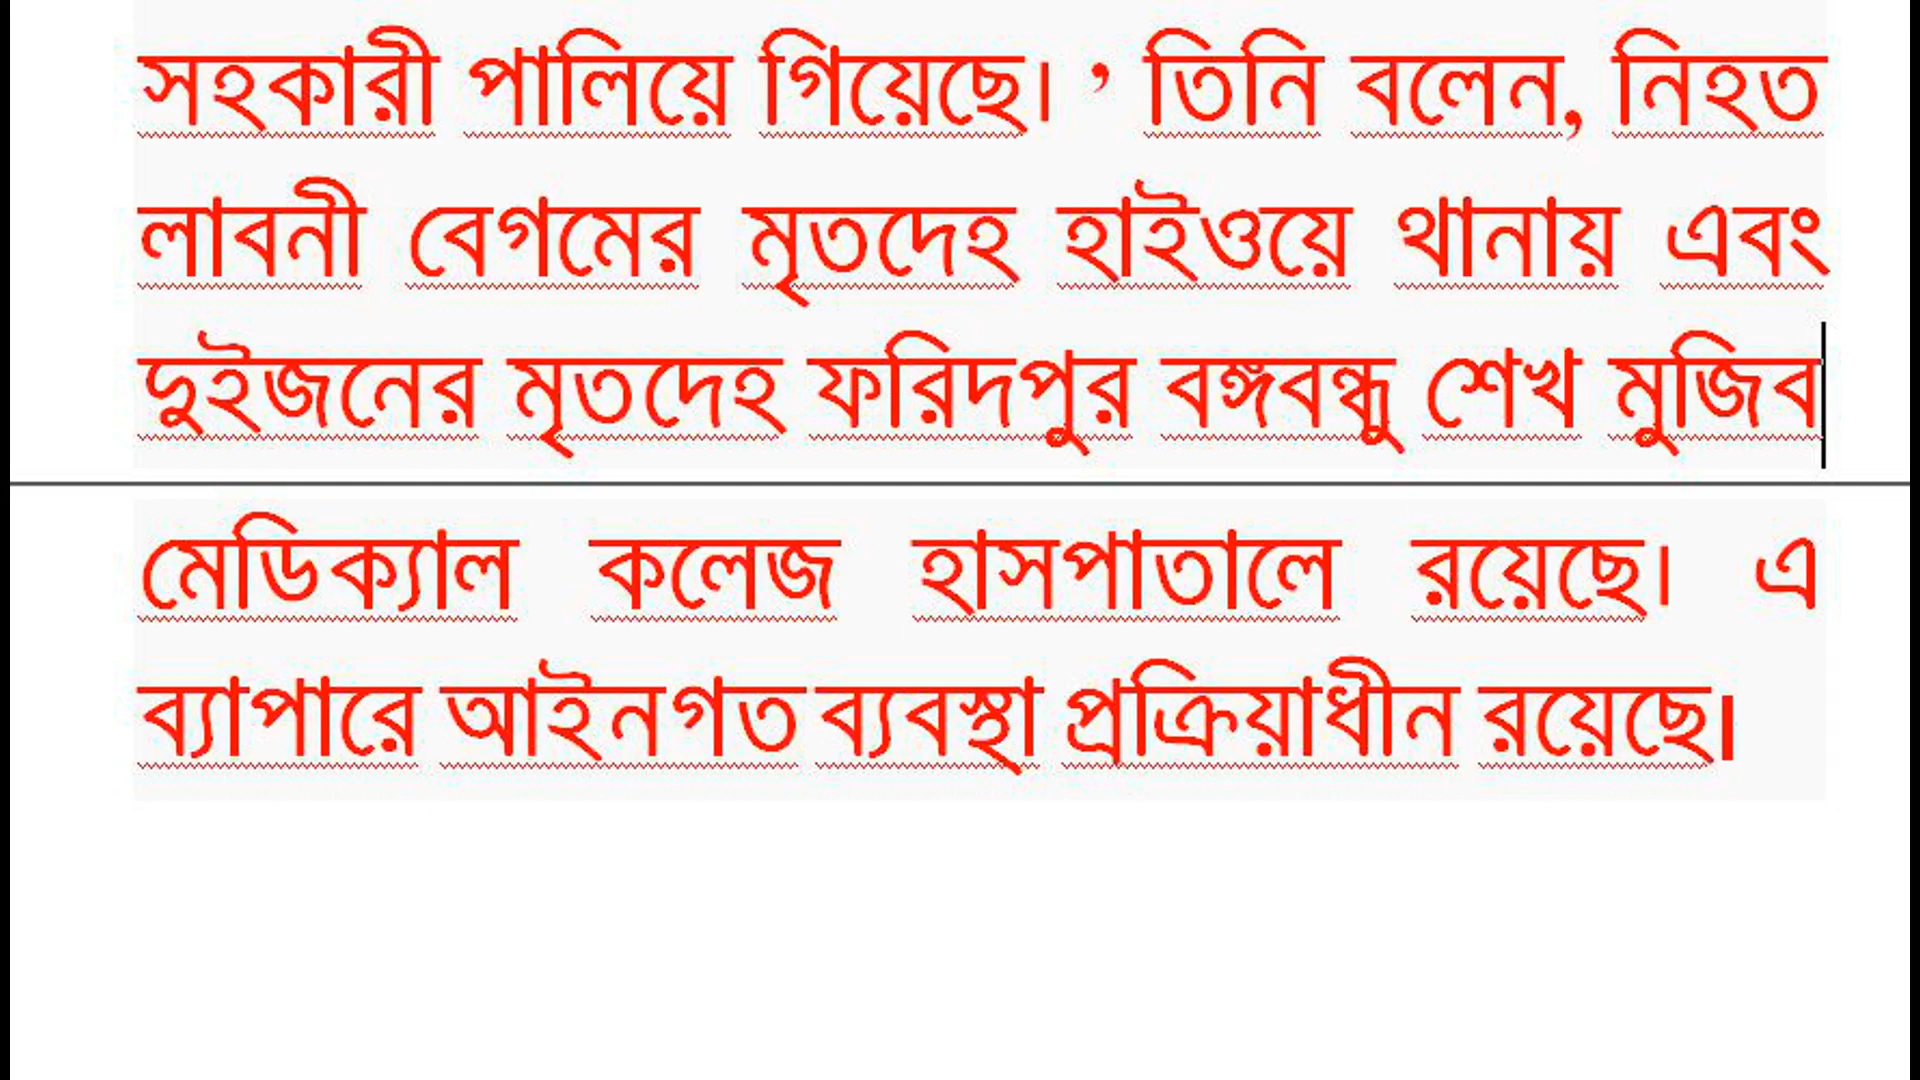 সহকারী পালিয়ে গিয়েছে। ’ তিনি বলেন, নিহত
লাবনী বেগমের মৃতদেহ হাইওয়ে থানায় এবং
দুইজনের মৃতদেহ ফরিদপুর বঙ্গবন্ধু শেখ মুজিব
মেডিক্যাল কলেজ হাসপাতালে রয়েছে। এ
ব্যাপারে আইনগত ব্যবস্থা প্রক্রিয়াধীন রয়েছে।